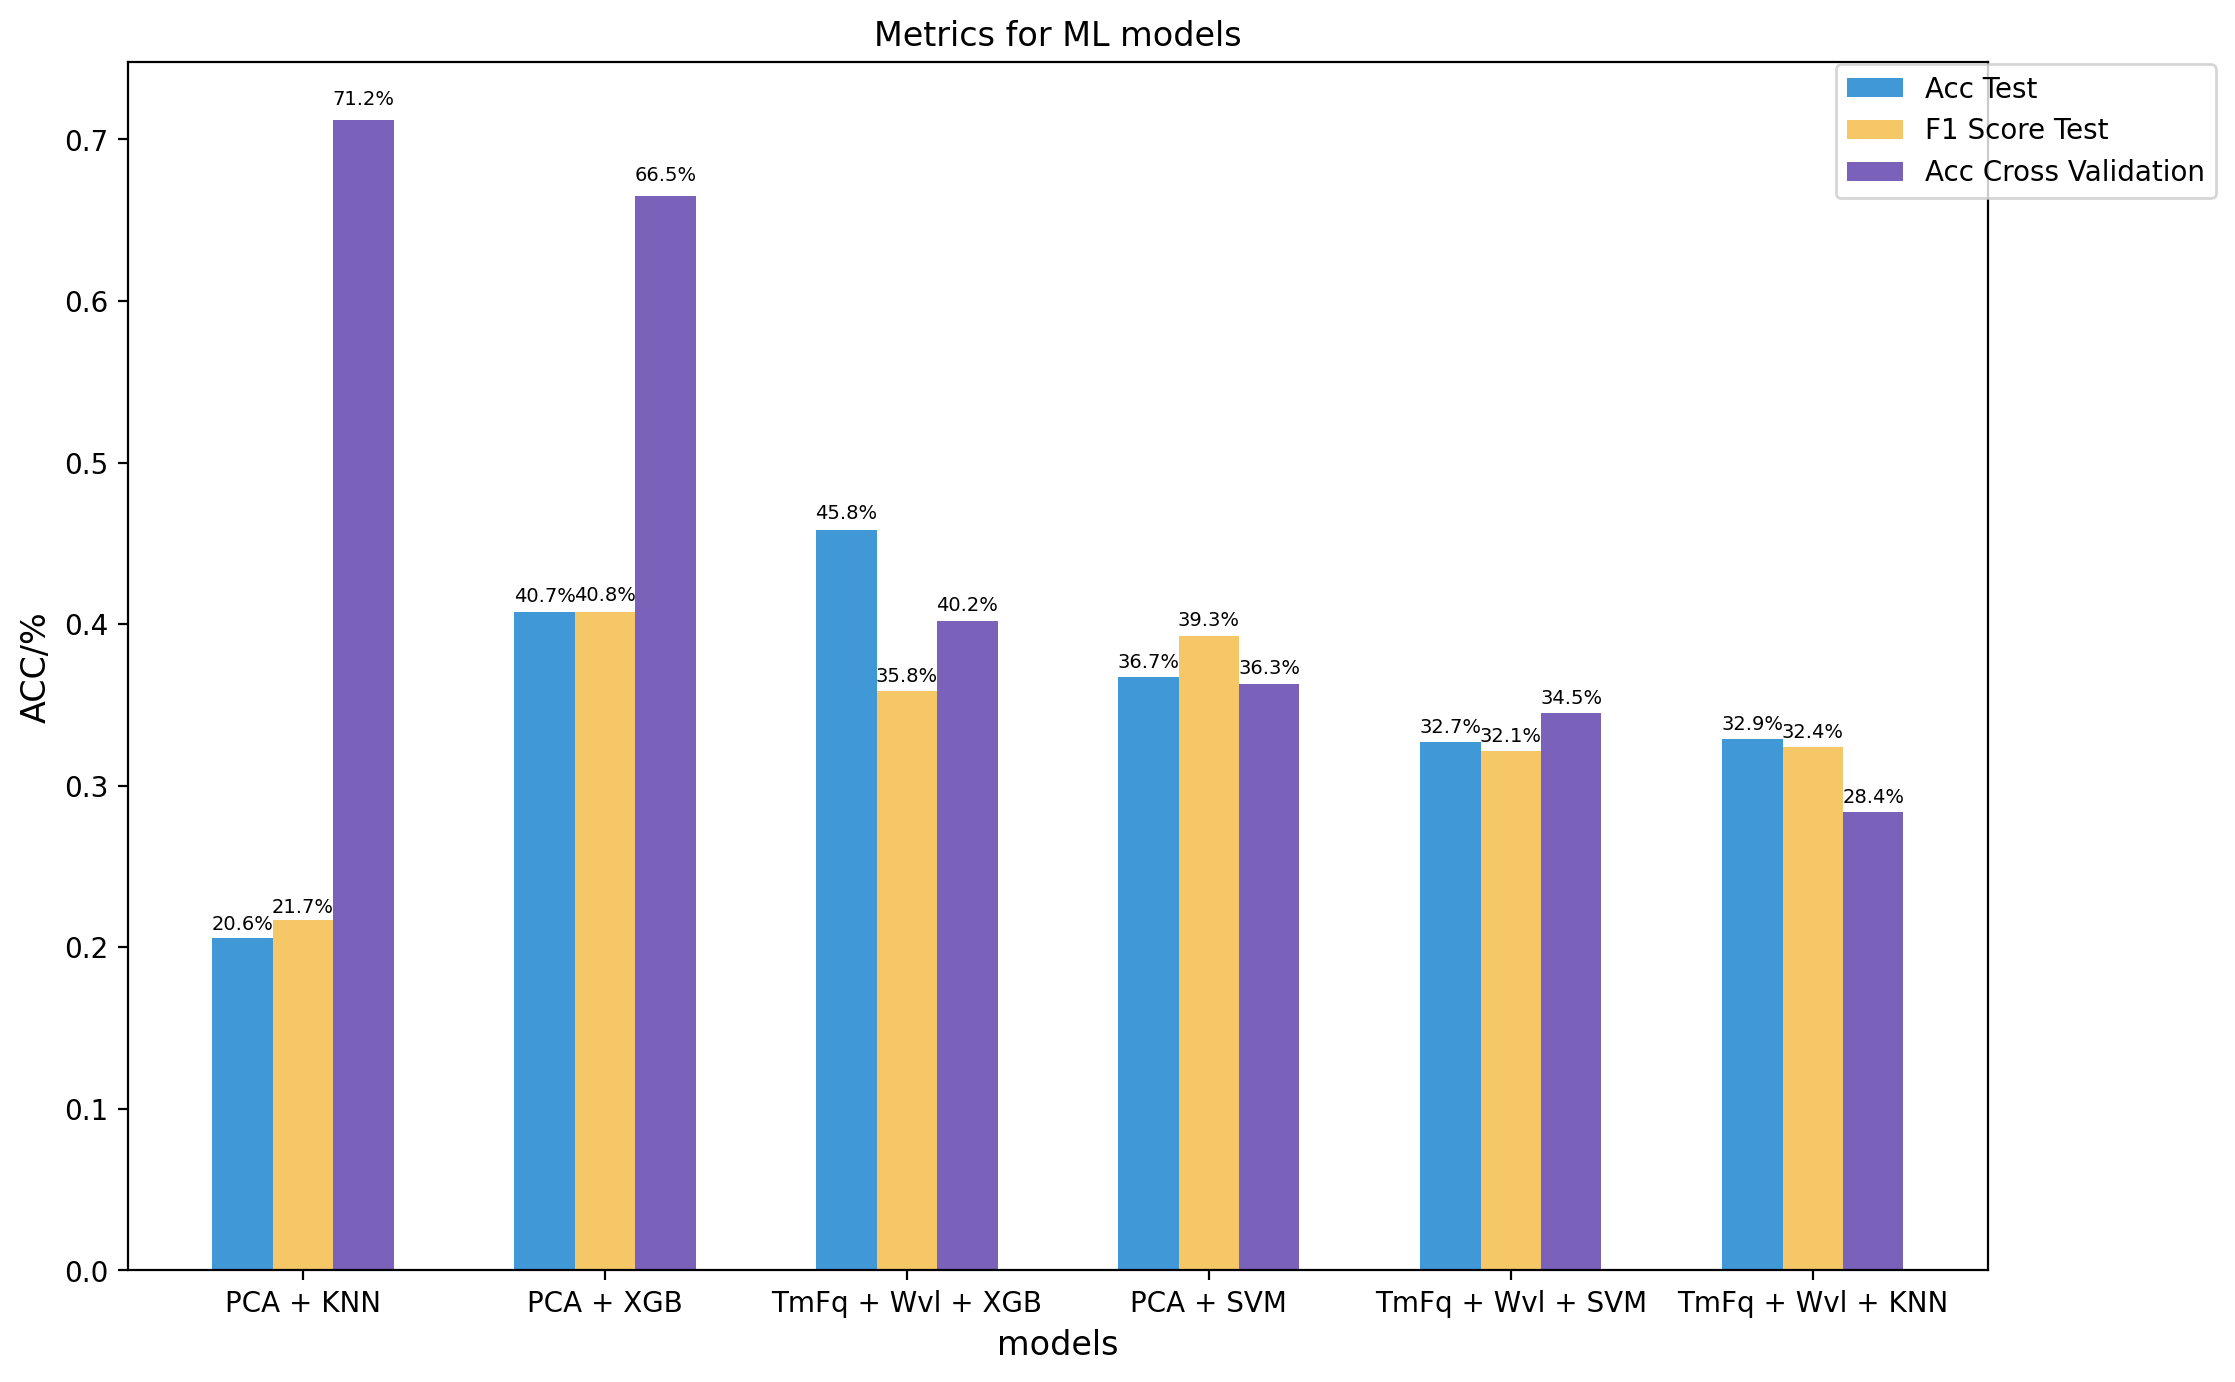 Metrics for ML models
Acc Test
F1 Score Test
Acc Cross Validation
ACC/%
0.7
0.6
0.5
0.4
0.3
0.2
0.1
0.0
20.6%
21.7%
71.2%
40.7%
40.8%
66.5%
45.8%
35.8%
40.2%
36.7%
39.3%
36.3%
32.7%
32.1%
34.5%
32.9%
32.4%
28.4%
PCA + KNN
PCA + XGB
TmFq + Wvl + XGB
PCA + SVM
TmFq + Wvl + SVM
TmFq + Wvl + KNN
models